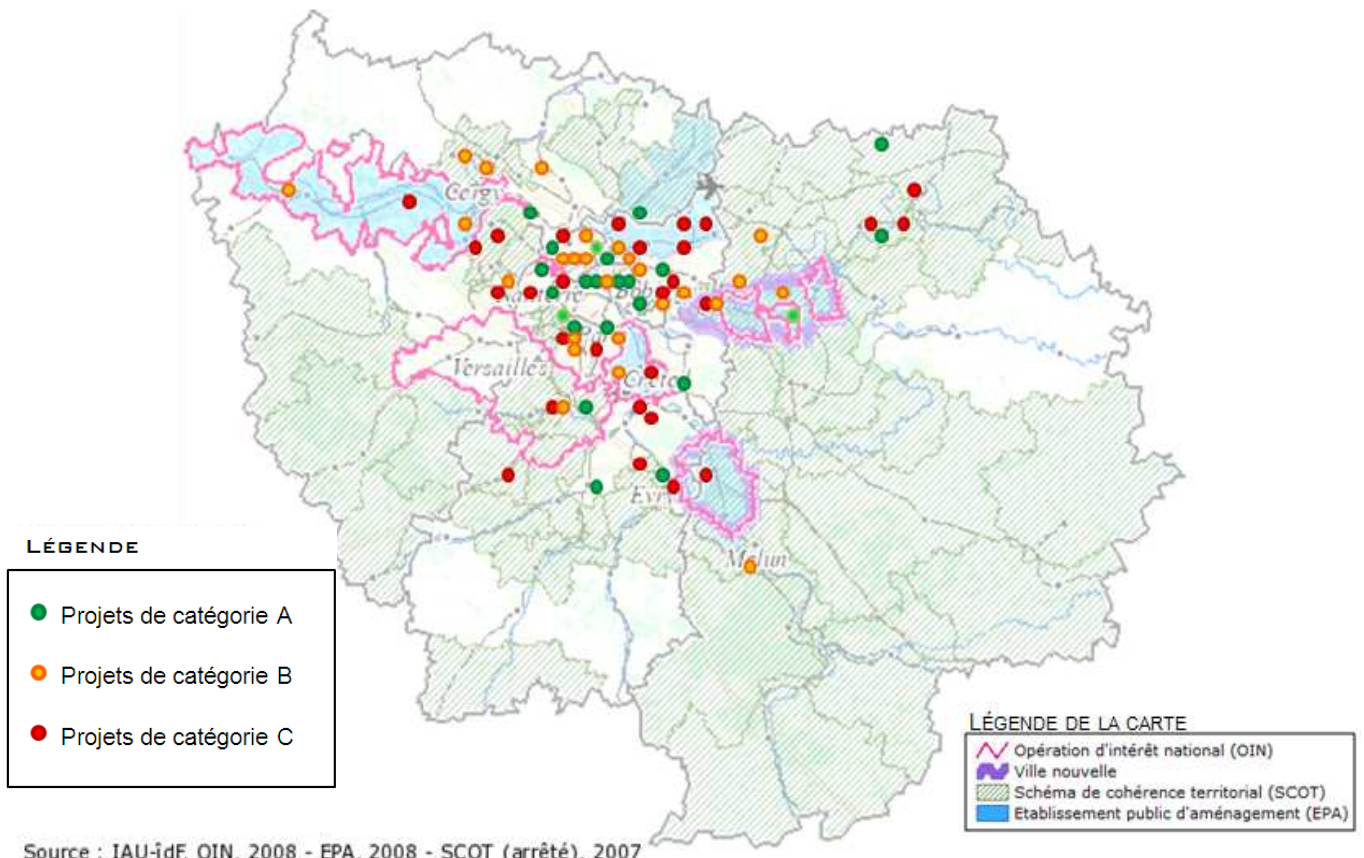 Cergy
Nanterre
Versailles
Evry
Melun
LÉGENDE
Projets de catégorie A
Projets de catégorie B
Projets de catégorie C
LÉGENDE DE LA CARTE
Opération d'intérêt national (OIN)
Ville nouvelle
Schéma de cohérence territorial (SCOT)
Etablissement public d'aménagement (EPA)
Source : IAU-îdF, OIN, 2008 - EPA, 2008 - SCOT (arrêté), 2007